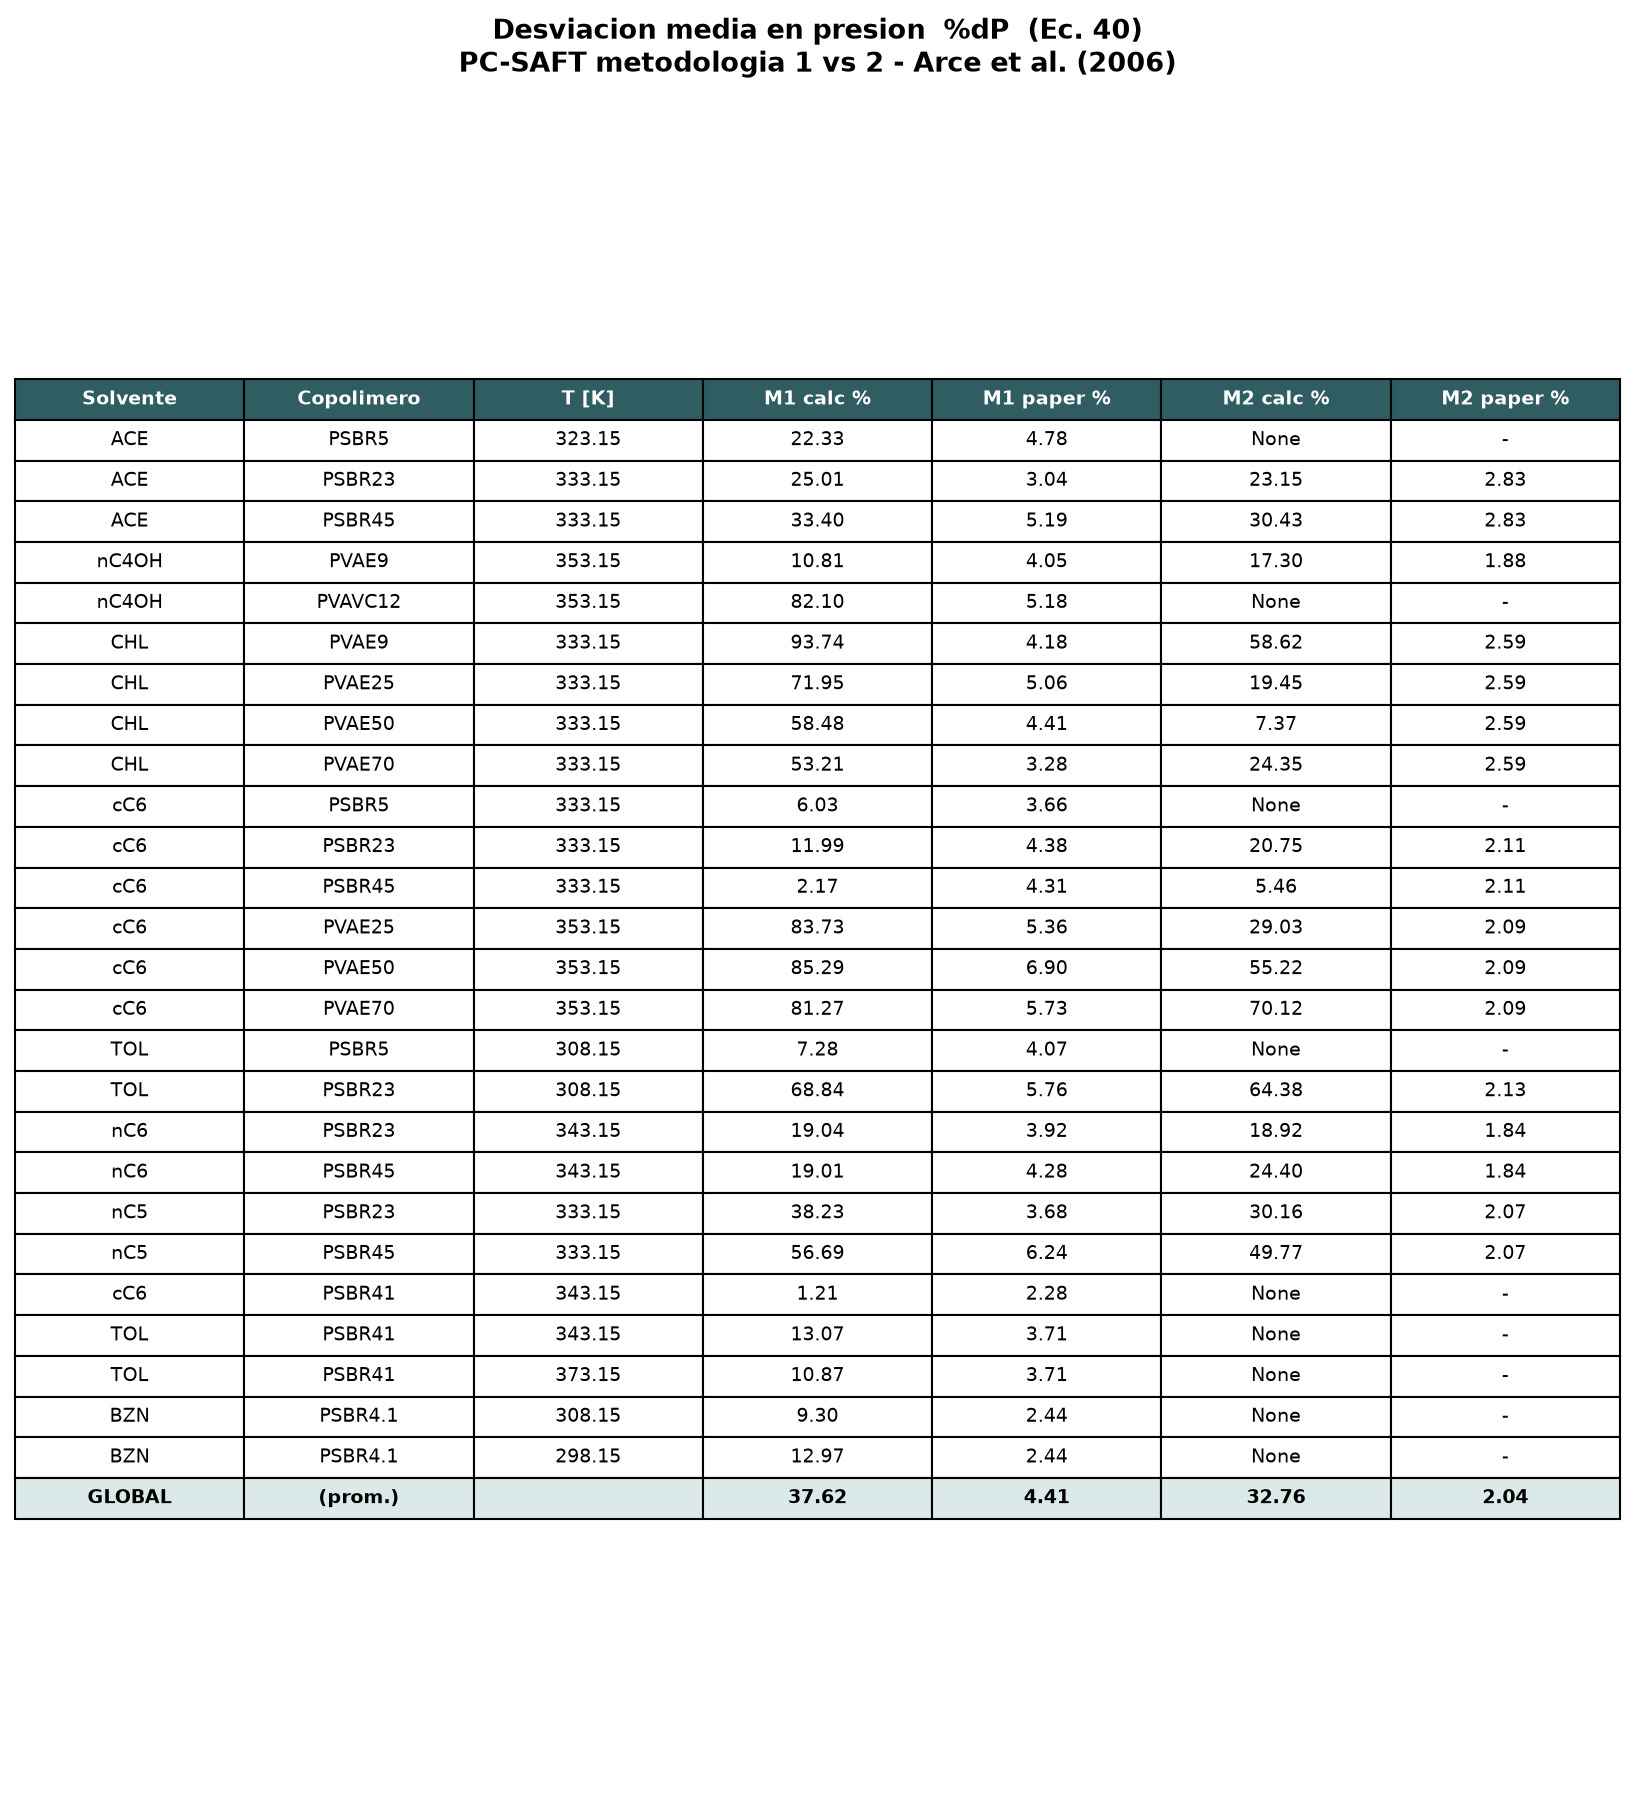 Desviacion media en presion %dP (Ec. 40)
PC-SAFT metodologia 1 vs 2 - Arce et al. (2006)
Solvente Copolimero T [K] M1 calc % M1 paper % M2 calc % M2 paper %
ACE PSBR5 323.15 22.33 4.78 None -
ACE PSBR23 333.15 25.01 3.04 23.15 2.83
ACE PSBR45 333.15 33.40 5.19 30.43 2.83
nC4OH PVAE9 353.15 10.81 4.05 17.30 1.88
nC4OH PVAVC12 353.15 82.10 5.18 None -
CHL PVAE9 333.15 93.74 4.18 58.62 2.59
CHL PVAE25 333.15 71.95 5.06 19.45 2.59
CHL PVAE50 333.15 58.48 4.41 7.37 2.59
CHL PVAE70 333.15 53.21 3.28 24.35 2.59
cC6 PSBR5 333.15 6.03 3.66 None -
cC6 PSBR23 333.15 11.99 4.38 20.75 2.11
cC6 PSBR45 333.15 2.17 4.31 5.46 2.11
cC6 PVAE25 353.15 83.73 5.36 29.03 2.09
cC6 PVAE50 353.15 85.29 6.90 55.22 2.09
cC6 PVAE70 353.15 81.27 5.73 70.12 2.09
TOL PSBR5 308.15 7.28 4.07 None -
TOL PSBR23 308.15 68.84 5.76 64.38 2.13
nC6 PSBR23 343.15 19.04 3.92 18.92 1.84
nC6 PSBR45 343.15 19.01 4.28 24.40 1.84
nC5 PSBR23 333.15 38.23 3.68 30.16 2.07
nC5 PSBR45 333.15 56.69 6.24 49.77 2.07
cC6 PSBR41 343.15 1.21 2.28 None -
TOL PSBR41 343.15 13.07 3.71 None -
TOL PSBR41 373.15 10.87 3.71 None -
BZN PSBR4.1 308.15 9.30 2.44 None -
BZN PSBR4.1 298.15 12.97 2.44 None -
GLOBAL (prom.) 37.62 4.41 32.76 2.04